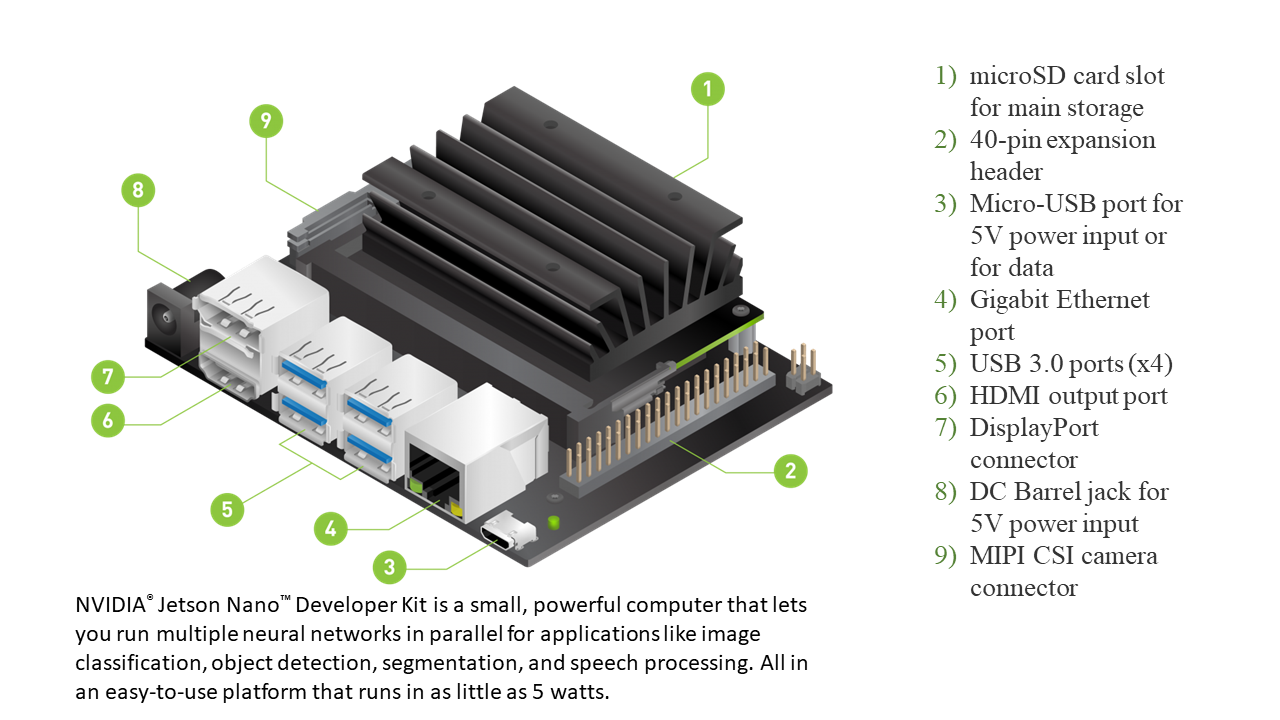 1
9
8
7
6
5
4
3
2
1) microSD card slot
for main storage
2) 40-pin expansion
header
3) Micro-USB port for
5V power input or
for data
4) Gigabit Ethernet
port
5) USB 3.0 ports (x4)
6) HDMI output port
7) DisplayPort
connector
8) DC Barrel jack for
5V power input
9) MIPI CSI camera
connector
NVIDIA® Jetson Nano™ Developer Kit is a small, powerful computer that lets
you run multiple neural networks in parallel for applications like image
classification, object detection, segmentation, and speech processing. All in
an easy-to-use platform that runs in as little as 5 watts.